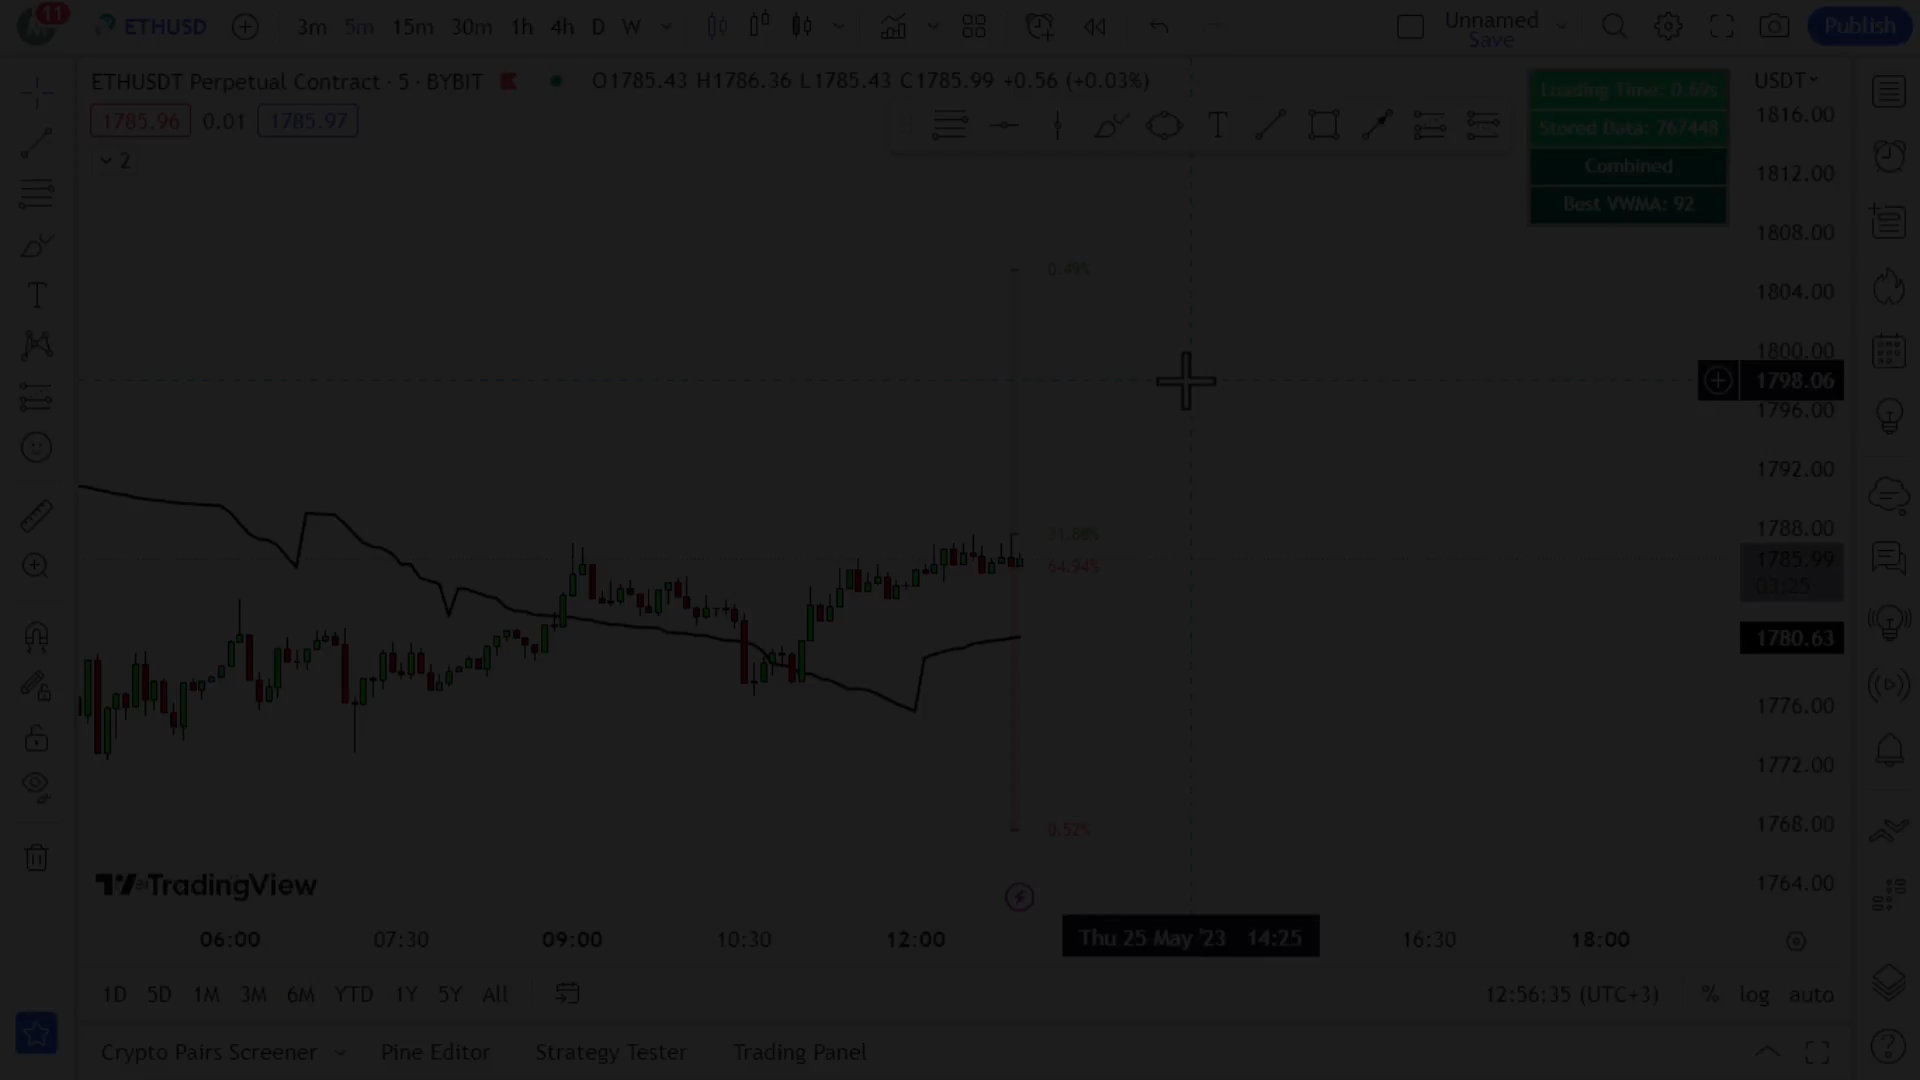 11
ETHUSD
3m 5m 15m 30m 1h 4h D W
Unnamed
Save
Publish
ETHUSDT Perpetual Contract · 5 · BYBIT
O1785.43 H1786.36 L1785.43 C1785.99 +0.56 (+0.03%)
1785.96 0.01 1785.97
2
Loading Time: 0.69s
Stored Data: 767448
Combined
Best VWMA: 92
USDT
1816.00
1812.00
1808.00
1804.00
1800.00
1798.06
1796.00
1792.00
1788.00
1785.99
03:25
1780.63
1776.00
1772.00
1768.00
1764.00
0.49%
31.88%
64.94%
0.52%
TradingView
06:00 07:30 09:00 10:30 12:00 Thu 25 May '23 14:25 16:30 18:00
1D 5D 1M 3M 6M YTD 1Y 5Y All
12:56:35 (UTC+3) % log auto
Crypto Pairs Screener Pine Editor Strategy Tester Trading Panel